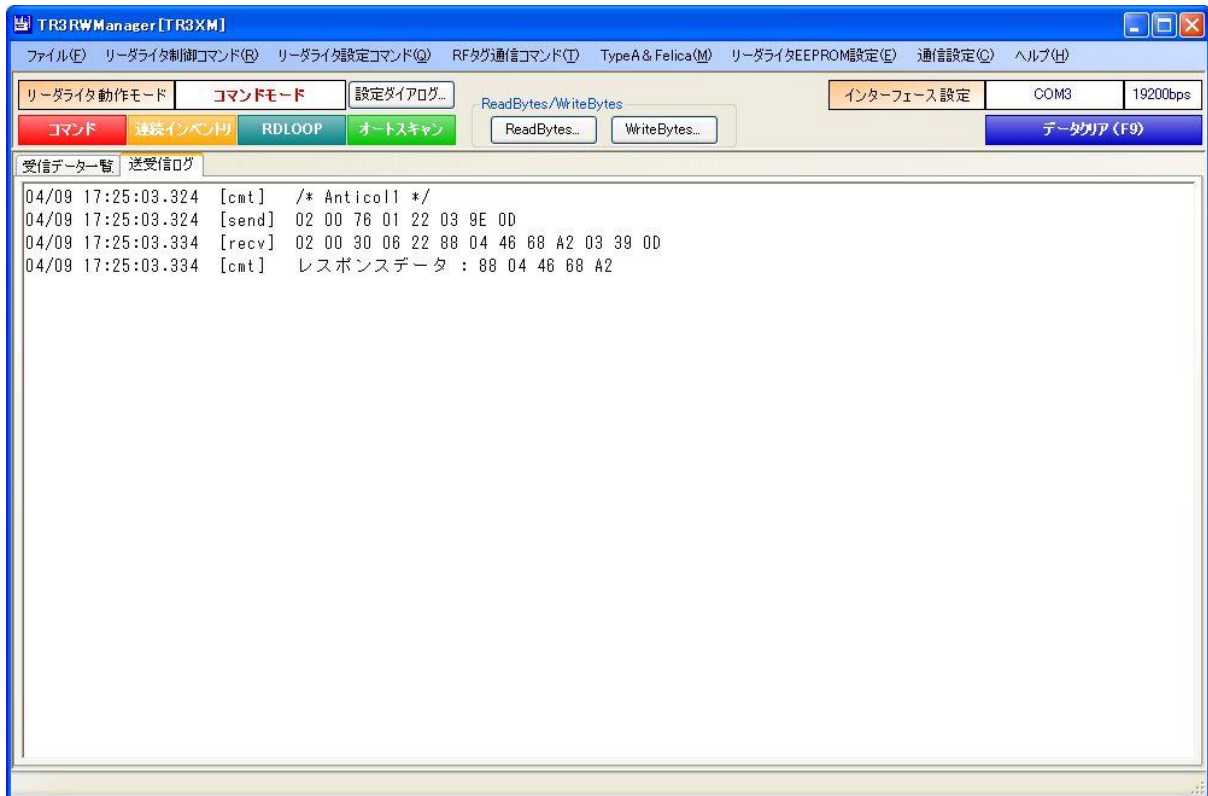 TR3RWManager[TR3XM]
ファイル(F) リーダライタ制御コマンド(R) リーダライタ設定コマンド(Q) RFタグ通信コマンド(T) TypeA&Felica(M) リーダライタEEPROM設定(E) 通信設定(C) ヘルプ(H)
リーダライタ動作モード コマンドモード 設定ダイアログ... インターフェース設定 COM3 19200bps
ReadBytes/WriteBytes
コマンド 連続インベントリ RDLOOP オートスキャン ReadBytes... WriteBytes... データクリア(F9)
受信データ一覧 送受信ログ
04/09 17:25:03.324 [cmt] /* Anticol1 */
04/09 17:25:03.324 [send] 02 00 76 01 22 03 9E 0D
04/09 17:25:03.334 [recv] 02 00 30 06 22 88 04 46 68 A2 03 39 0D
04/09 17:25:03.334 [cmt] レスポンスデータ : 88 04 46 68 A2